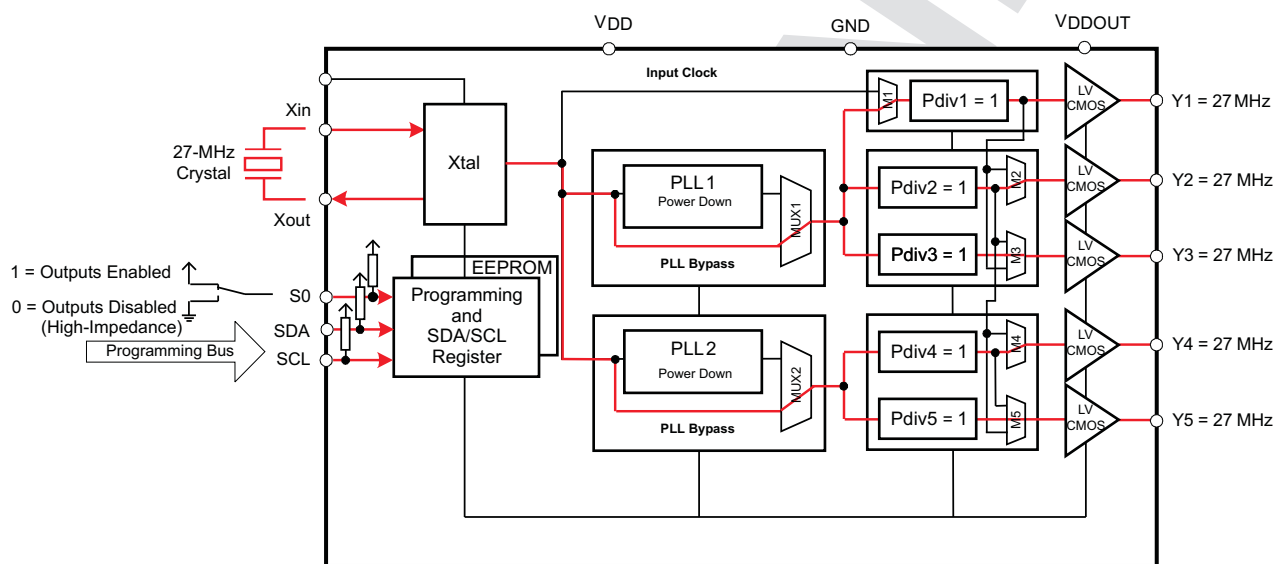 VDD
GND
VDDOUT
Input Clock
Xin
27-MHz
Crystal
Xout
Xtal
M1
Pdiv1 = 1
LV
CMOS
Y1 = 27 MHz
PLL1
Power Down
MUX1
PLL Bypass
Pdiv2 = 1
M2
LV
CMOS
Y2 = 27 MHz
Pdiv3 = 1
M3
LV
CMOS
Y3 = 27 MHz
1 = Outputs Enabled
0 = Outputs Disabled
(High-Impedance)
Programming Bus
S0
SDA
SCL
EEPROM
Programming
and
SDA/SCL
Register
PLL2
Power Down
MUX2
PLL Bypass
Pdiv4 = 1
M4
LV
CMOS
Y4 = 27 MHz
Pdiv5 = 1
M5
LV
CMOS
Y5 = 27 MHz